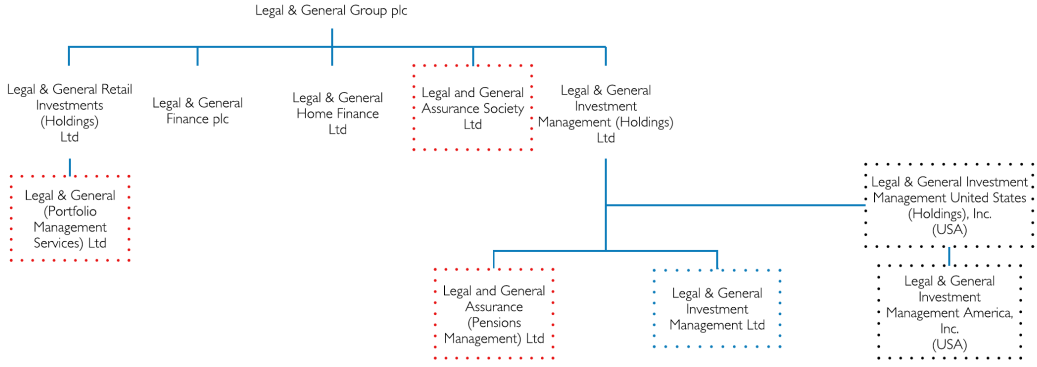 Legal & General Group plc
Legal & General Retail
Investments
(Holdings)
Ltd
Legal & General
Finance plc
Legal & General
Home Finance
Ltd
Legal and General
Assurance Society
Ltd
Legal & General
Investment
Management (Holdings)
Ltd
Legal & General
(Portfolio
Management
Services) Ltd
Legal & General Investment
Management United States
(Holdings), Inc.
(USA)
Legal and General
Assurance
(Pensions
Management) Ltd
Legal & General
Investment
Management Ltd
Legal & General
Investment
Management America,
Inc.
(USA)